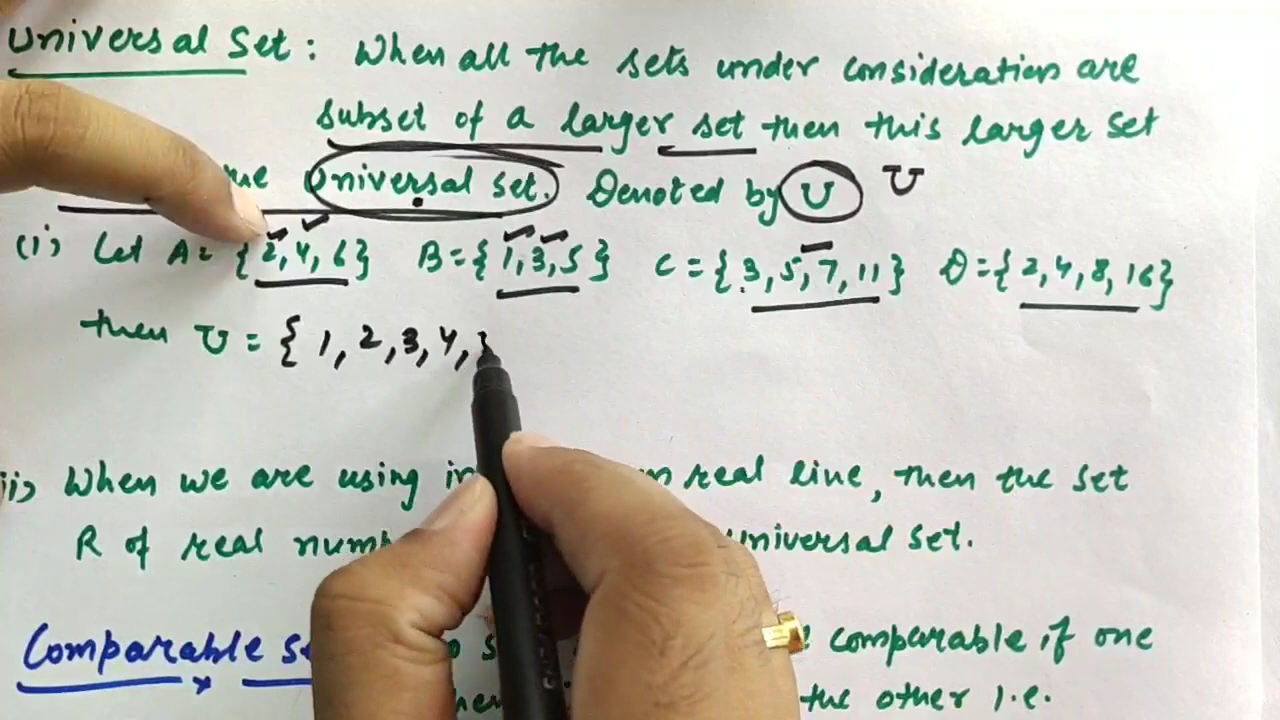 Universal Set: When all the sets under consideration are
subset of a larger set then this larger set
Universal set. Denoted by U U
(i) Let A= {2,4,6} B={1,3,5} C={3,5,7,11} D={2,4,8,16}
then U = { 1, 2, 3, 4,
ii) When we are using real line, then the set
R of real universal set.
Comparable comparable if one
the other i.e.